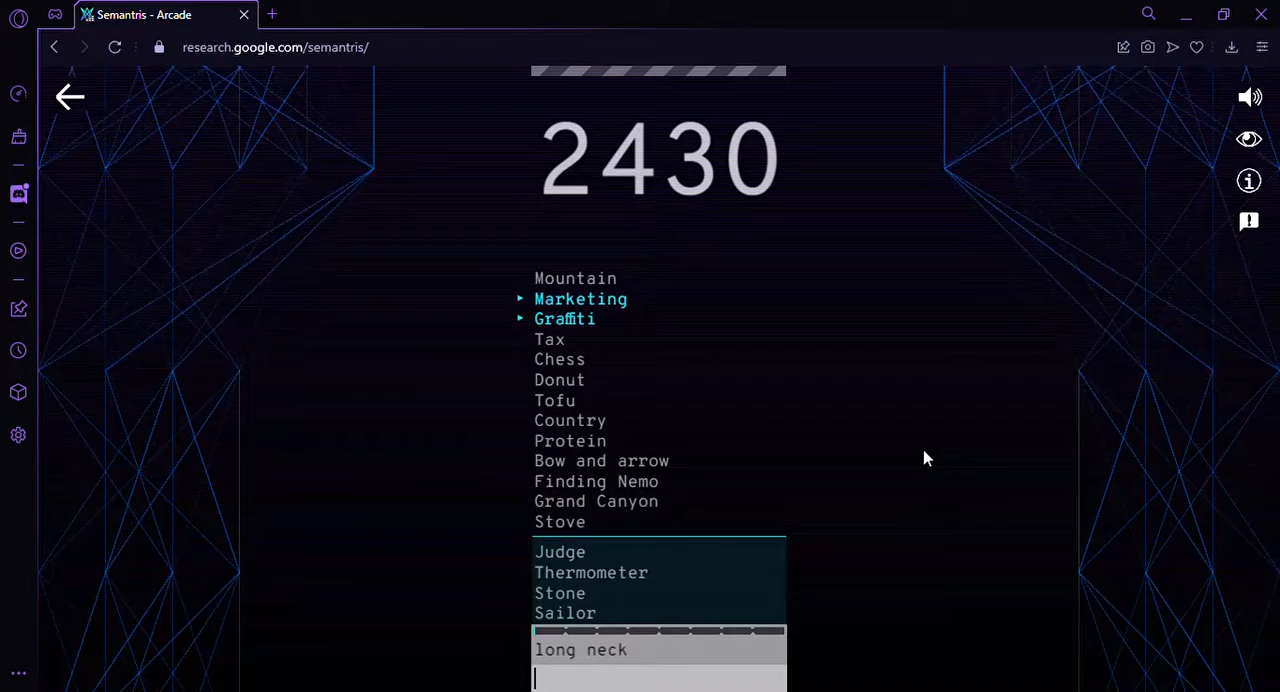 Semantris - Arcade
research.google.com/semantris/
2430
Mountain
Marketing
Graffiti
Tax
Chess
Donut
Tofu
Country
Protein
Bow and arrow
Finding Nemo
Grand Canyon
Stove
Judge
Thermometer
Stone
Sailor
long neck